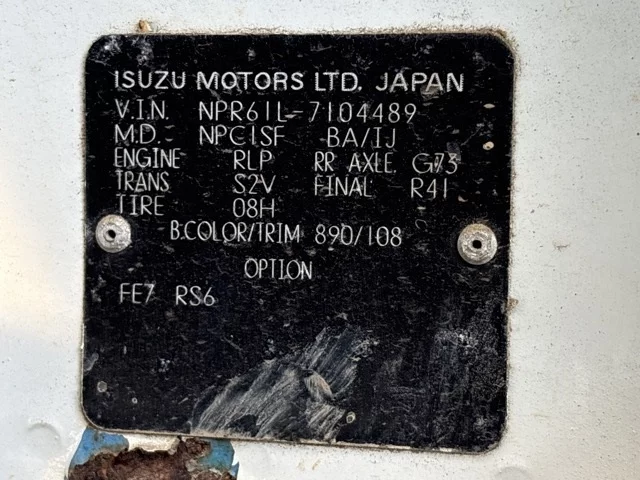 ISUZU MOTORS LTD. JAPAN
V.I.N. NPR61L-7104489
M.D. NPC1SF BA/IJ
ENGINE RLP RR AXLE. G73
TRANS S2V FINAL R41
TIRE 08H
B.COLOR/TRIM 890/108
OPTION
FE7 RS6